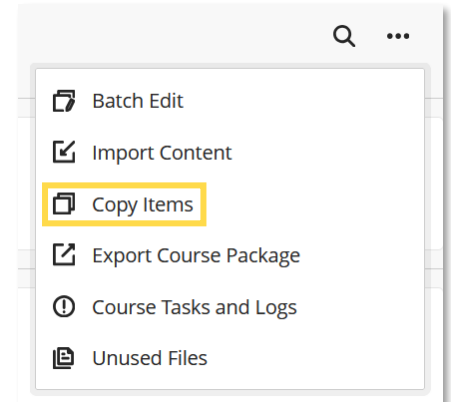 Batch Edit
Import Content
Copy Items
Export Course Package
Course Tasks and Logs
Unused Files